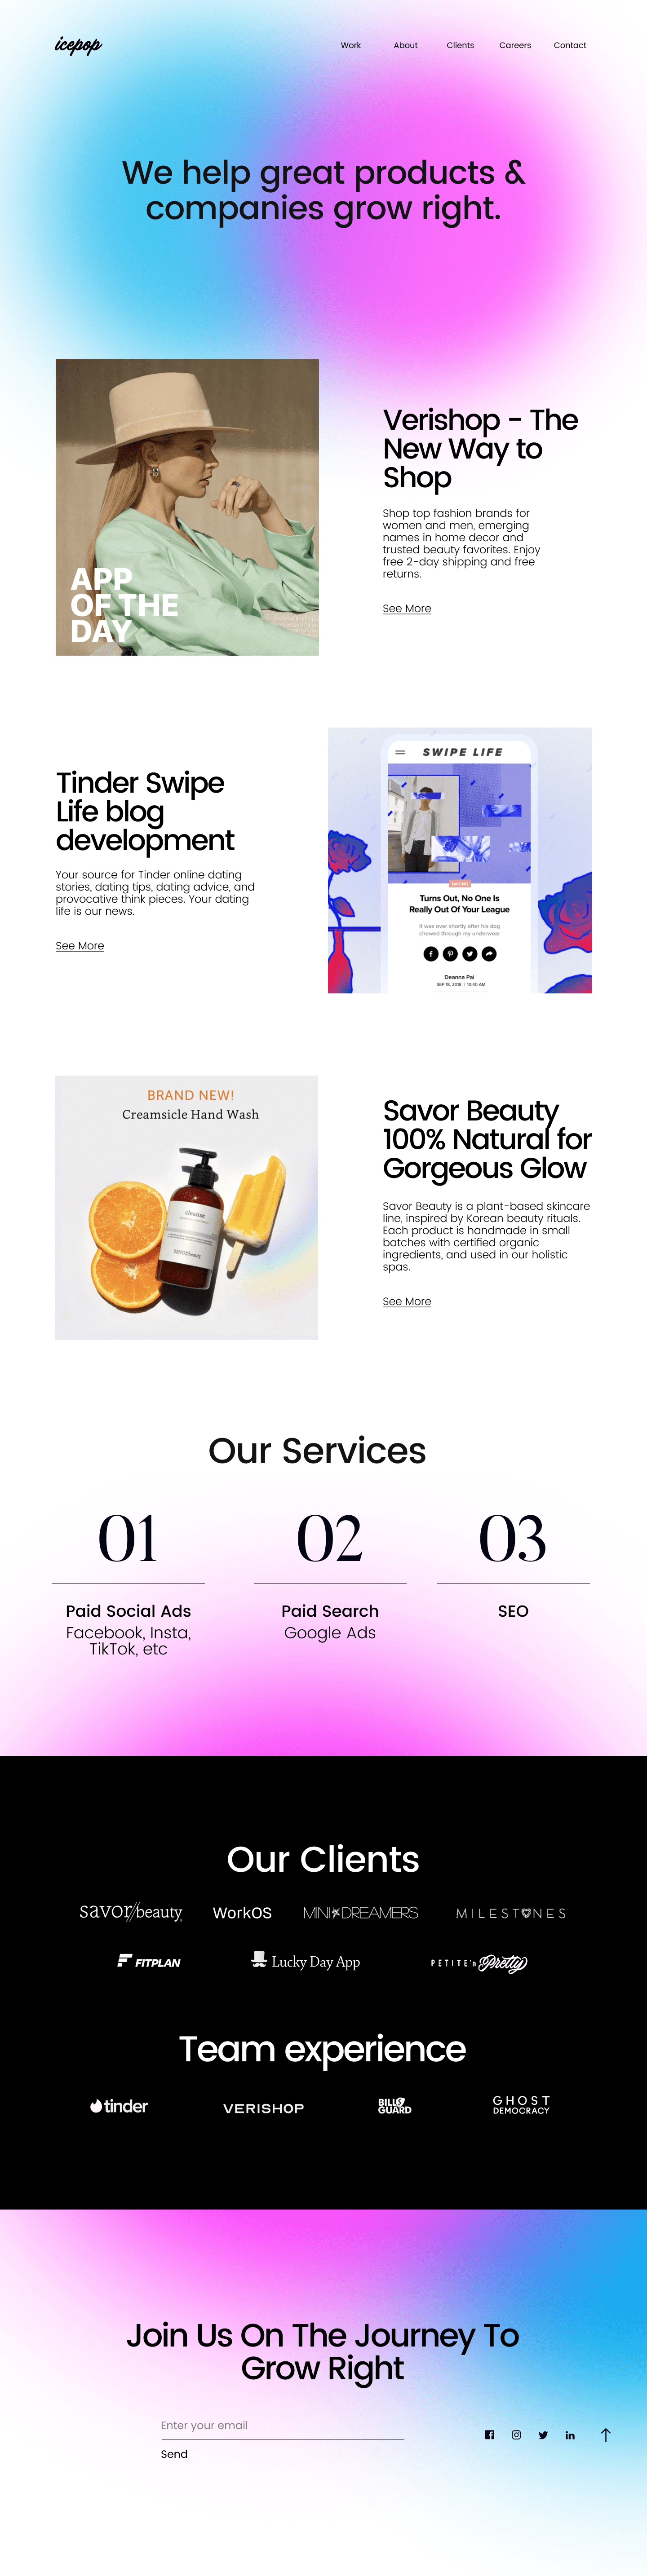 icepop
Work About Clients Careers Contact
We help great products &
companies grow right.
APP
OF THE
DAY
Verishop - The
New Way to
Shop
Shop top fashion brands for
women and men, emerging
names in home decor and
trusted beauty favorites. Enjoy
free 2-day shipping and free
returns.
See More
Tinder Swipe
Life blog
development
Your source for Tinder online dating
stories, dating tips, dating advice, and
provocative think pieces. Your dating
life is our news.
See More
SWIPE LIFE
Turns Out, No One Is
Really Out Of Your League
It was over shortly after his dog
chewed through my underwear
Deanna Pai
SEP 18, 2018 | 10:40 AM
BRAND NEW!
Creamsicle Hand Wash
cleanse
savor beauty
Savor Beauty
100% Natural for
Gorgeous Glow
Savor Beauty is a plant-based skincare
line, inspired by Korean beauty rituals.
Each product is handmade in small
batches with certified organic
ingredients, and used in our holistic
spas.
See More
Our Services
01 02 03
Paid Social Ads
Facebook, Insta,
TikTok, etc
Paid Search
Google Ads
SEO
Our Clients
savor//beauty WorkOS MINI DREAMERS MILESTONES
FITPLAN Lucky Day App PETITE'n Pretty
Team experience
tinder VERISHOP BILL GUARD GHOST DEMOCRACY
Join Us On The Journey To
Grow Right
Enter your email
Send